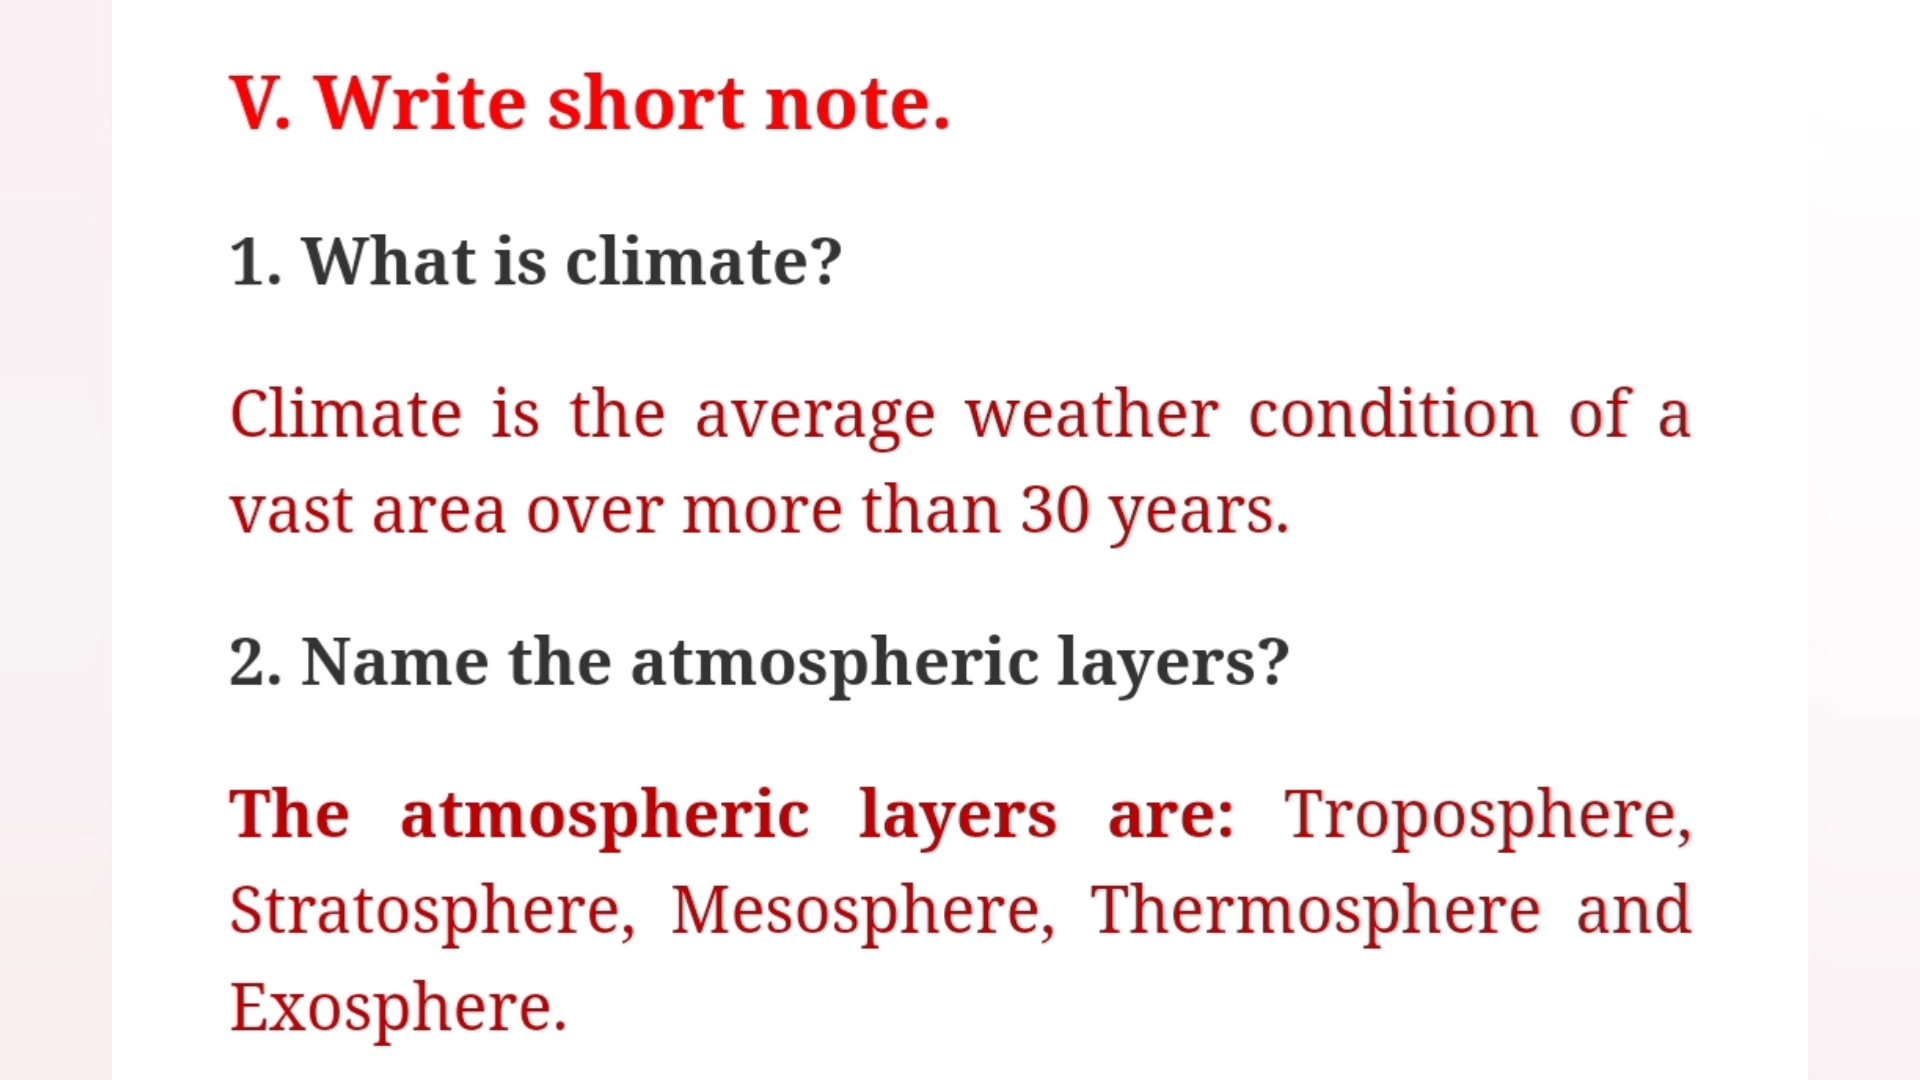 V. Write short note.
1. What is climate?
Climate is the average weather condition of a
vast area over more than 30 years.
2. Name the atmospheric layers?
The atmospheric layers are: Troposphere,
Stratosphere, Mesosphere, Thermosphere and
Exosphere.